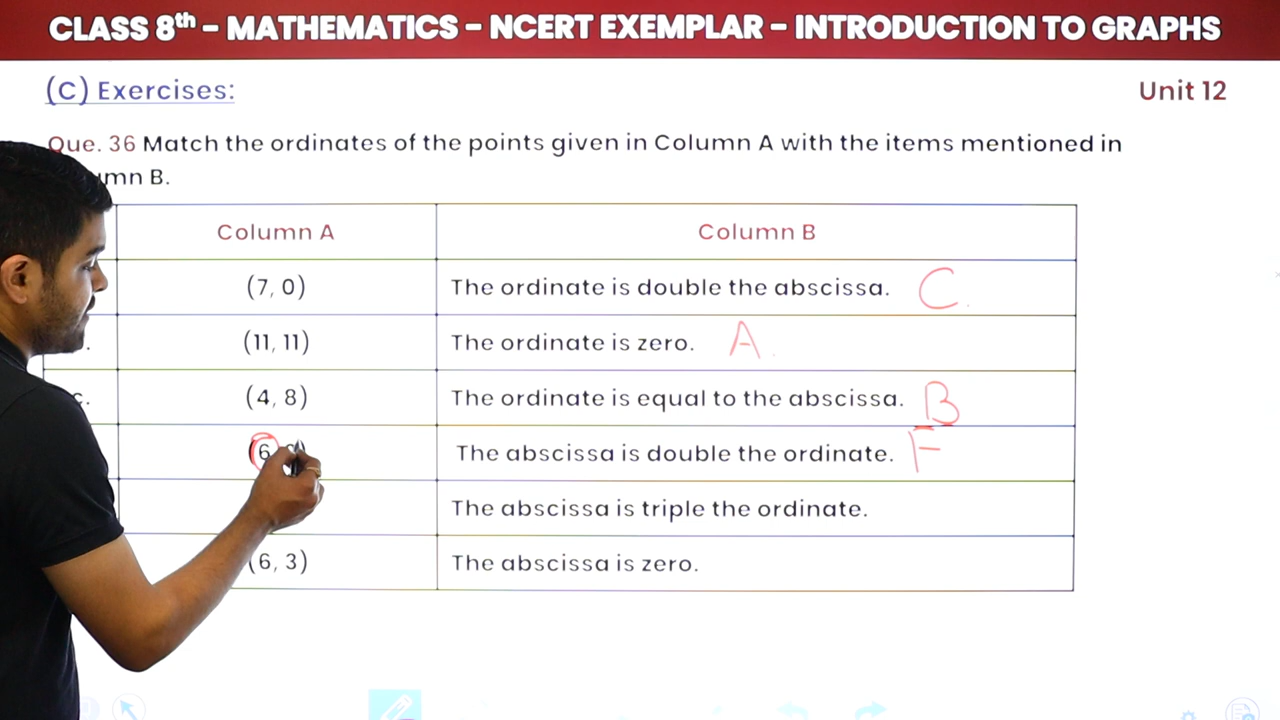 CLASS 8th - MATHEMATICS - NCERT EXEMPLAR - INTRODUCTION TO GRAPHS
(C) Exercises: Unit 12
Que. 36 Match the ordinates of the points given in Column A with the items mentioned in
B.
Column A Column B
(7, 0) The ordinate is double the abscissa. C
(11, 11) The ordinate is zero. A
c. (4, 8) The ordinate is equal to the abscissa. B
(6, The abscissa is double the ordinate. F
The abscissa is triple the ordinate.
(6, 3) The abscissa is zero.